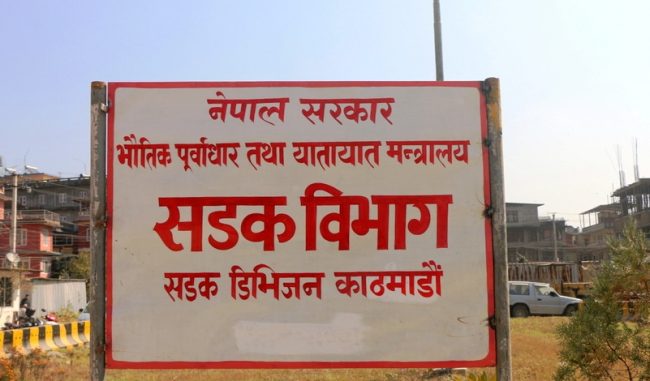 नेपाल सरकार
भौतिक पूर्वाधार तथा यातायात मन्त्रालय
सडक विभाग
सडक डिभिजन काठमाडौं